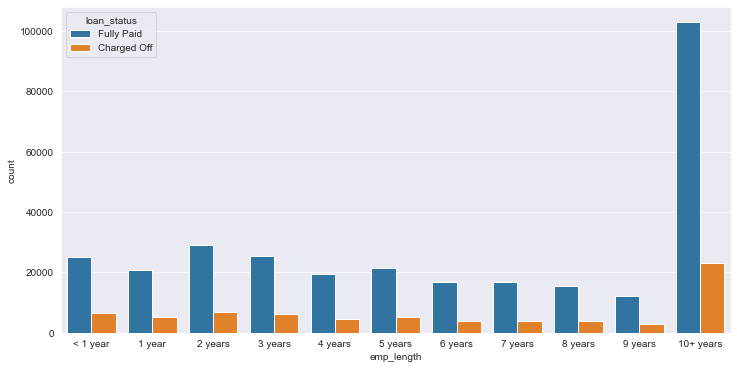 loan_status
Fully Paid
Charged Off
100000
80000
60000
40000
20000
0
count
< 1 year 1 year 2 years 3 years 4 years 5 years 6 years 7 years 8 years 9 years 10+ years
emp_length